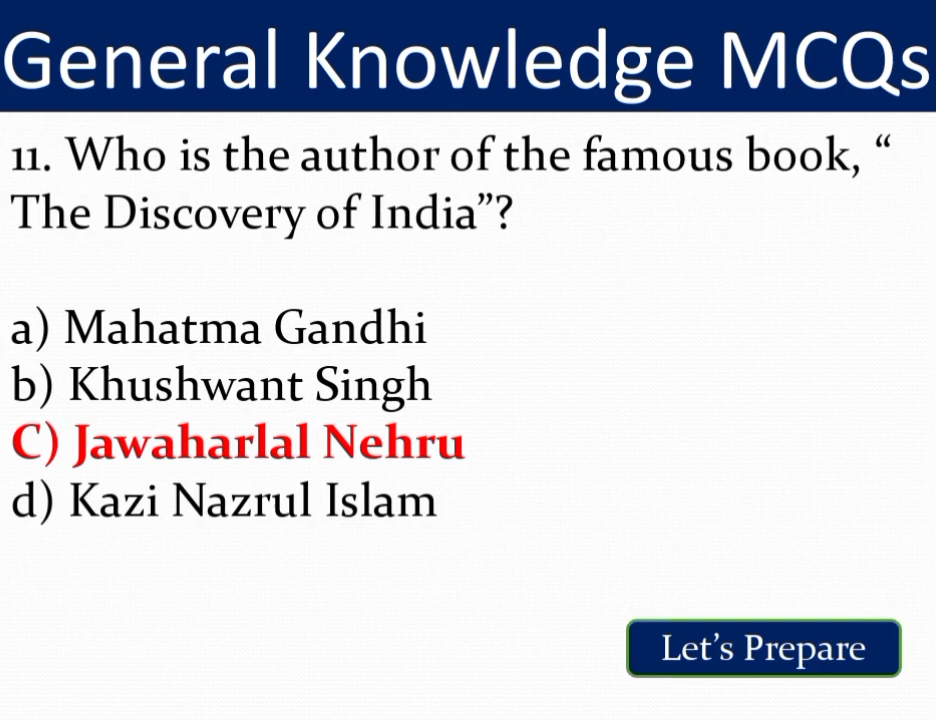 General Knowledge MCQs
11. Who is the author of the famous book, “
The Discovery of India”?
a) Mahatma Gandhi
b) Khushwant Singh
C) Jawaharlal Nehru
d) Kazi Nazrul Islam
Let’s Prepare